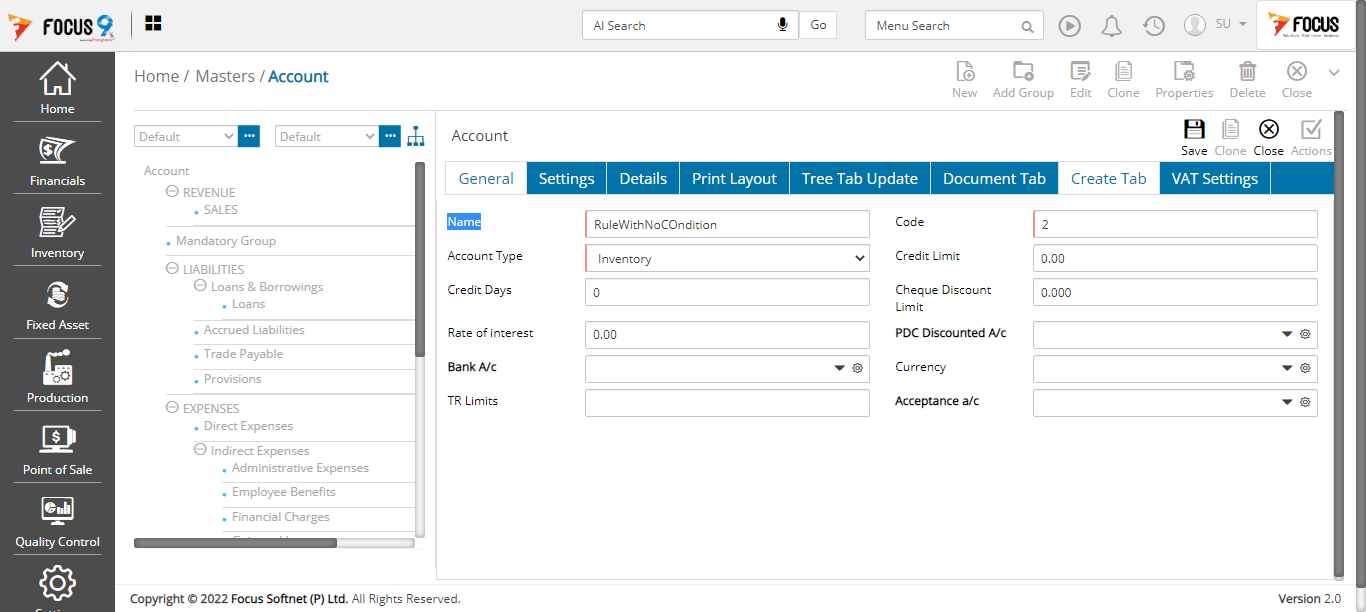 FOCUS 9
AI Search
Go
Menu Search
SU
FOCUS
Home
Financials
Inventory
Fixed Asset
Production
Point of Sale
Quality Control
Home / Masters / Account
New
Add Group
Edit
Clone
Properties
Delete
Close
Default
Default
Account
REVENUE
SALES
Mandatory Group
LIABILITIES
Loans & Borrowings
Loans
Accrued Liabilities
Trade Payable
Provisions
EXPENSES
Direct Expenses
Indirect Expenses
Administrative Expenses
Employee Benefits
Financial Charges
Account
Save
Clone
Close
Actions
General
Settings
Details
Print Layout
Tree Tab Update
Document Tab
Create Tab
VAT Settings
Name
RuleWithNoCOndition
Code
2
Account Type
Inventory
Credit Limit
0.00
Credit Days
0
Cheque Discount
Limit
0.000
Rate of interest
0.00
PDC Discounted A/c
Bank A/c
Currency
TR Limits
Acceptance a/c
Copyright © 2022 Focus Softnet (P) Ltd. All Rights Reserved.
Version 2.0